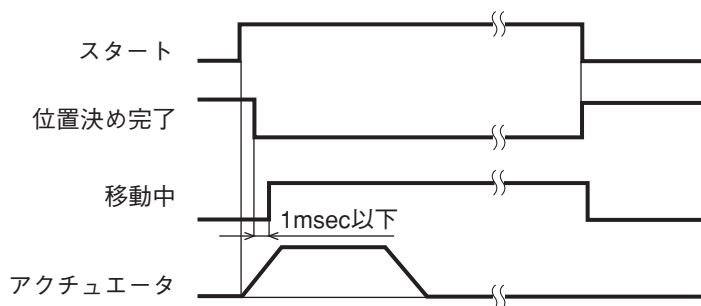 スタート
位置決め完了
移動中
1msec以下
アクチュエータ